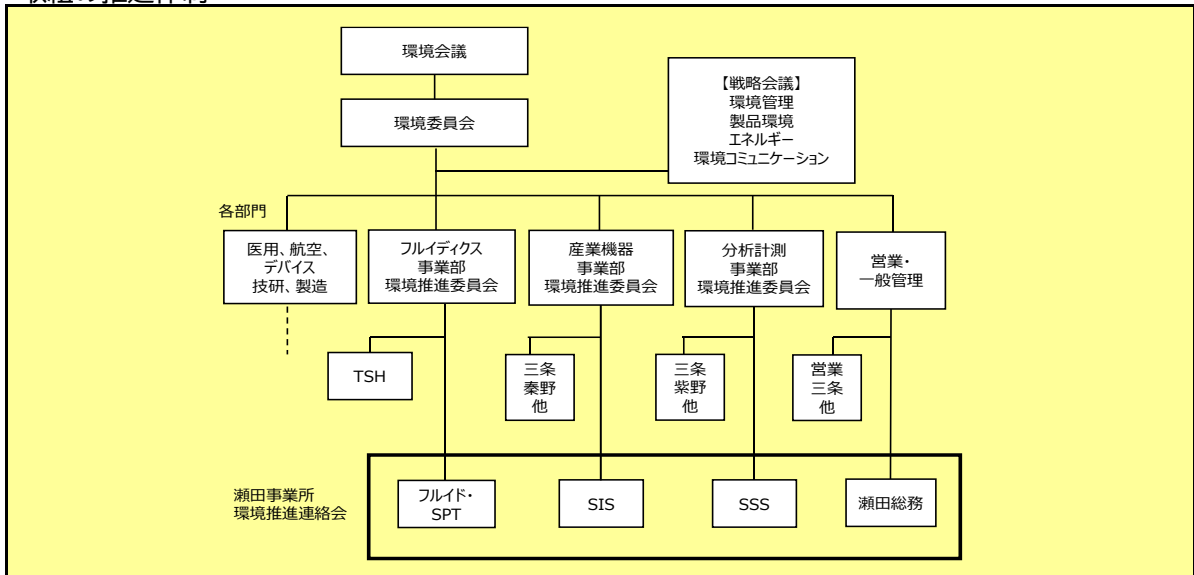 環境会議
環境委員会
【戦略会議】
環境管理
製品環境
エネルギー
環境コミュニケーション
各部門
医用、航空、
デバイス
技研、製造
フルイディクス
事業部
環境推進委員会
産業機器
事業部
環境推進委員会
分析計測
事業部
環境推進委員会
営業・
一般管理
TSH
三条
秦野
他
三条
紫野
他
営業
三条
他
瀬田事業所
環境推進連絡会
フルイド・
SPT
SIS
SSS
瀬田総務